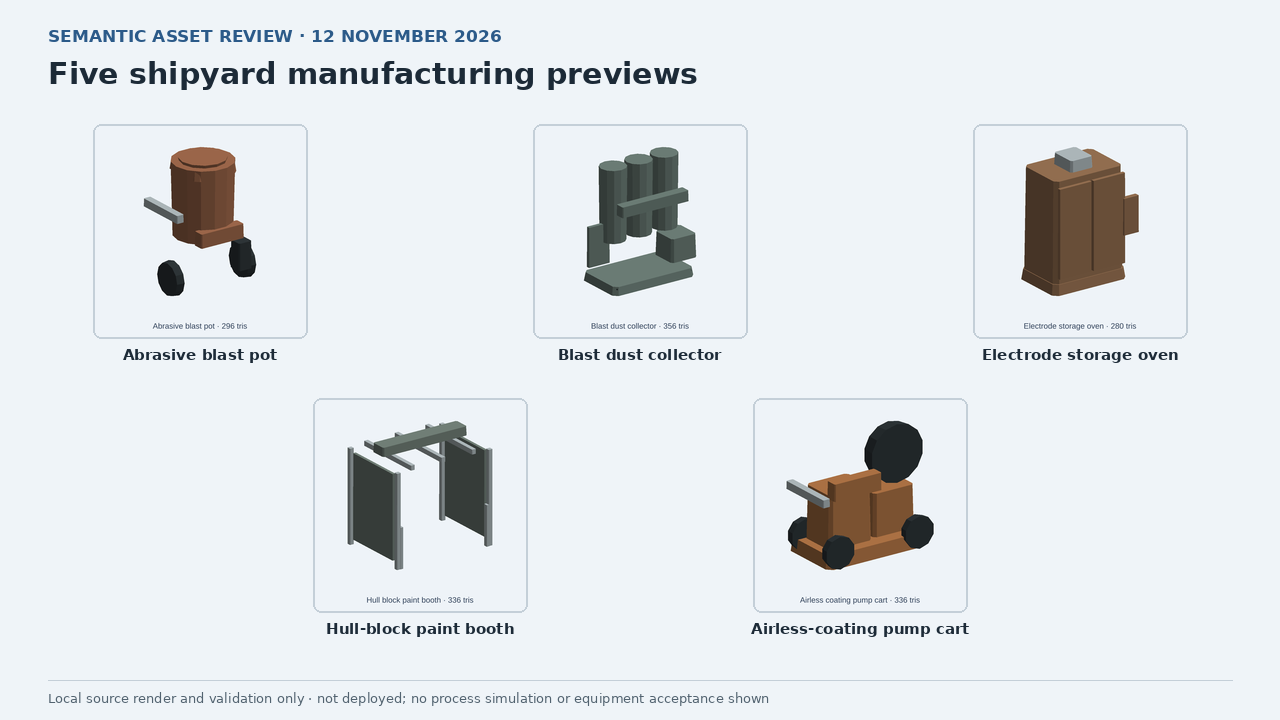 SEMANTIC ASSET REVIEW · 12 NOVEMBER 2026
Five shipyard manufacturing previews
Abrasive blast pot · 296 tris
Blast dust collector · 356 tris
Electrode storage oven · 280 tris
Abrasive blast pot
Blast dust collector
Electrode storage oven
Hull block paint booth · 336 tris
Airless coating pump cart · 336 tris
Hull-block paint booth
Airless-coating pump cart
Local source render and validation only · not deployed; no process simulation or equipment acceptance shown